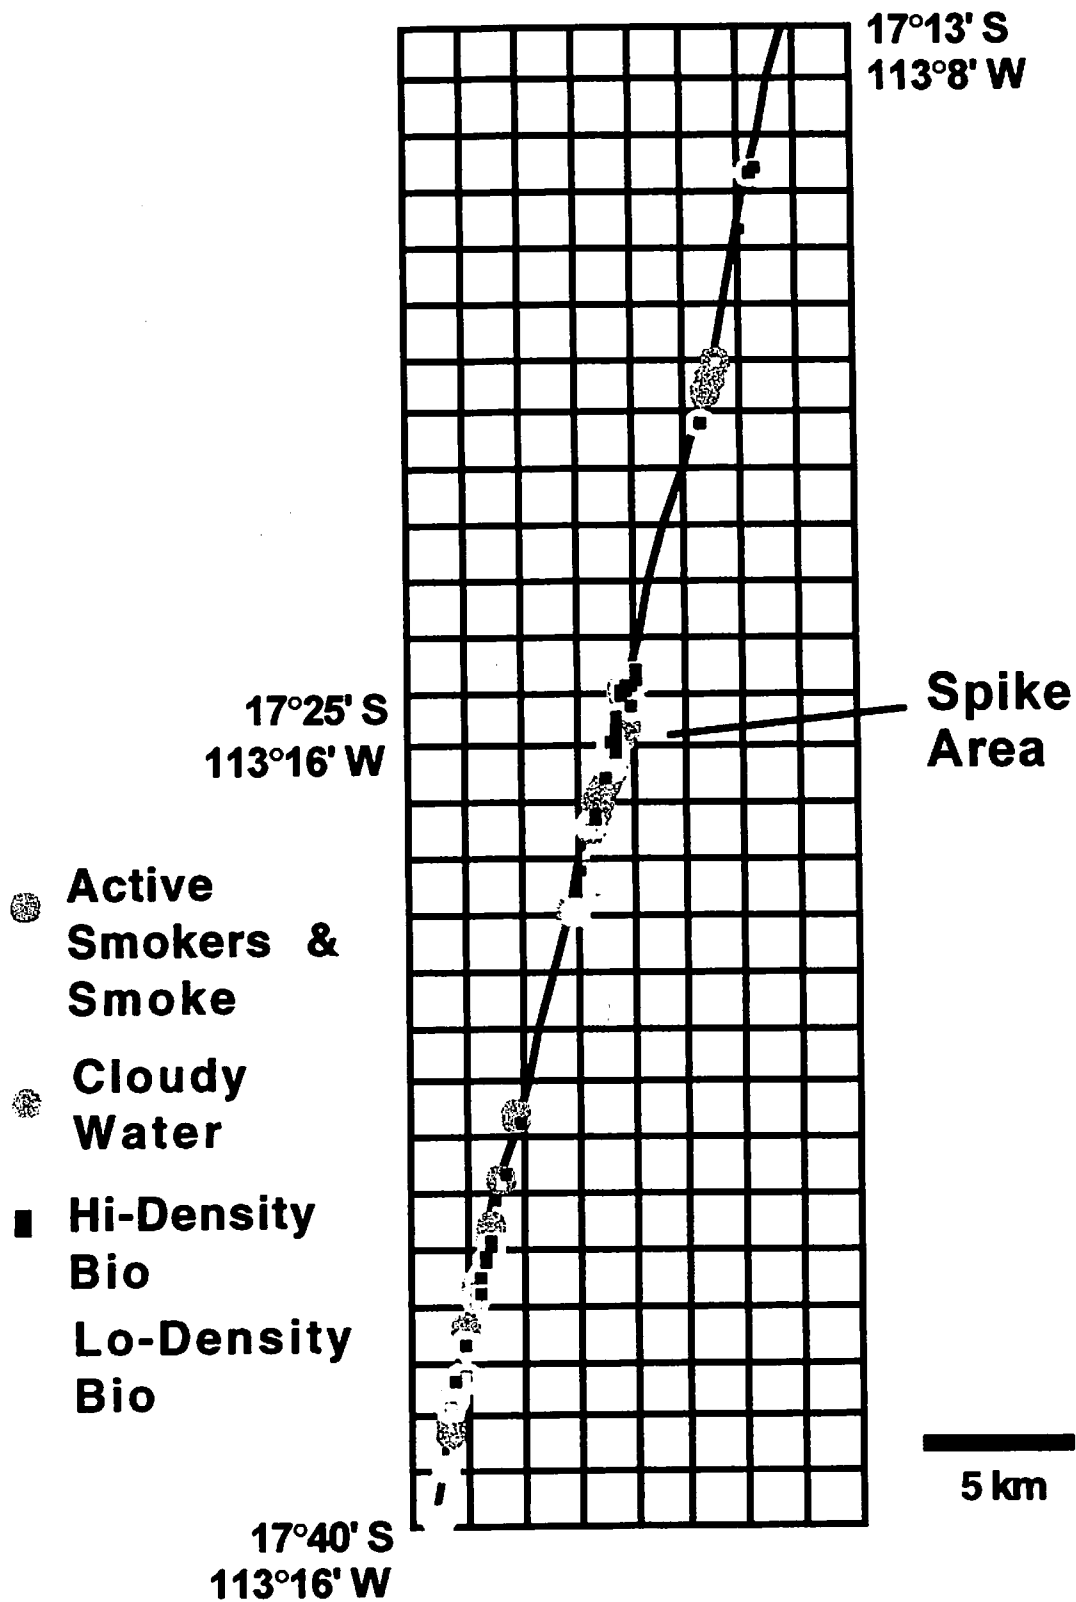 17°13' S
113°8' W
Spike
Area
17°25' S
113°16' W
Active
Smokers &
Smoke
Cloudy
Water
Hi-Density
Bio
Lo-Density
Bio
5 km
17°40' S
113°16' W